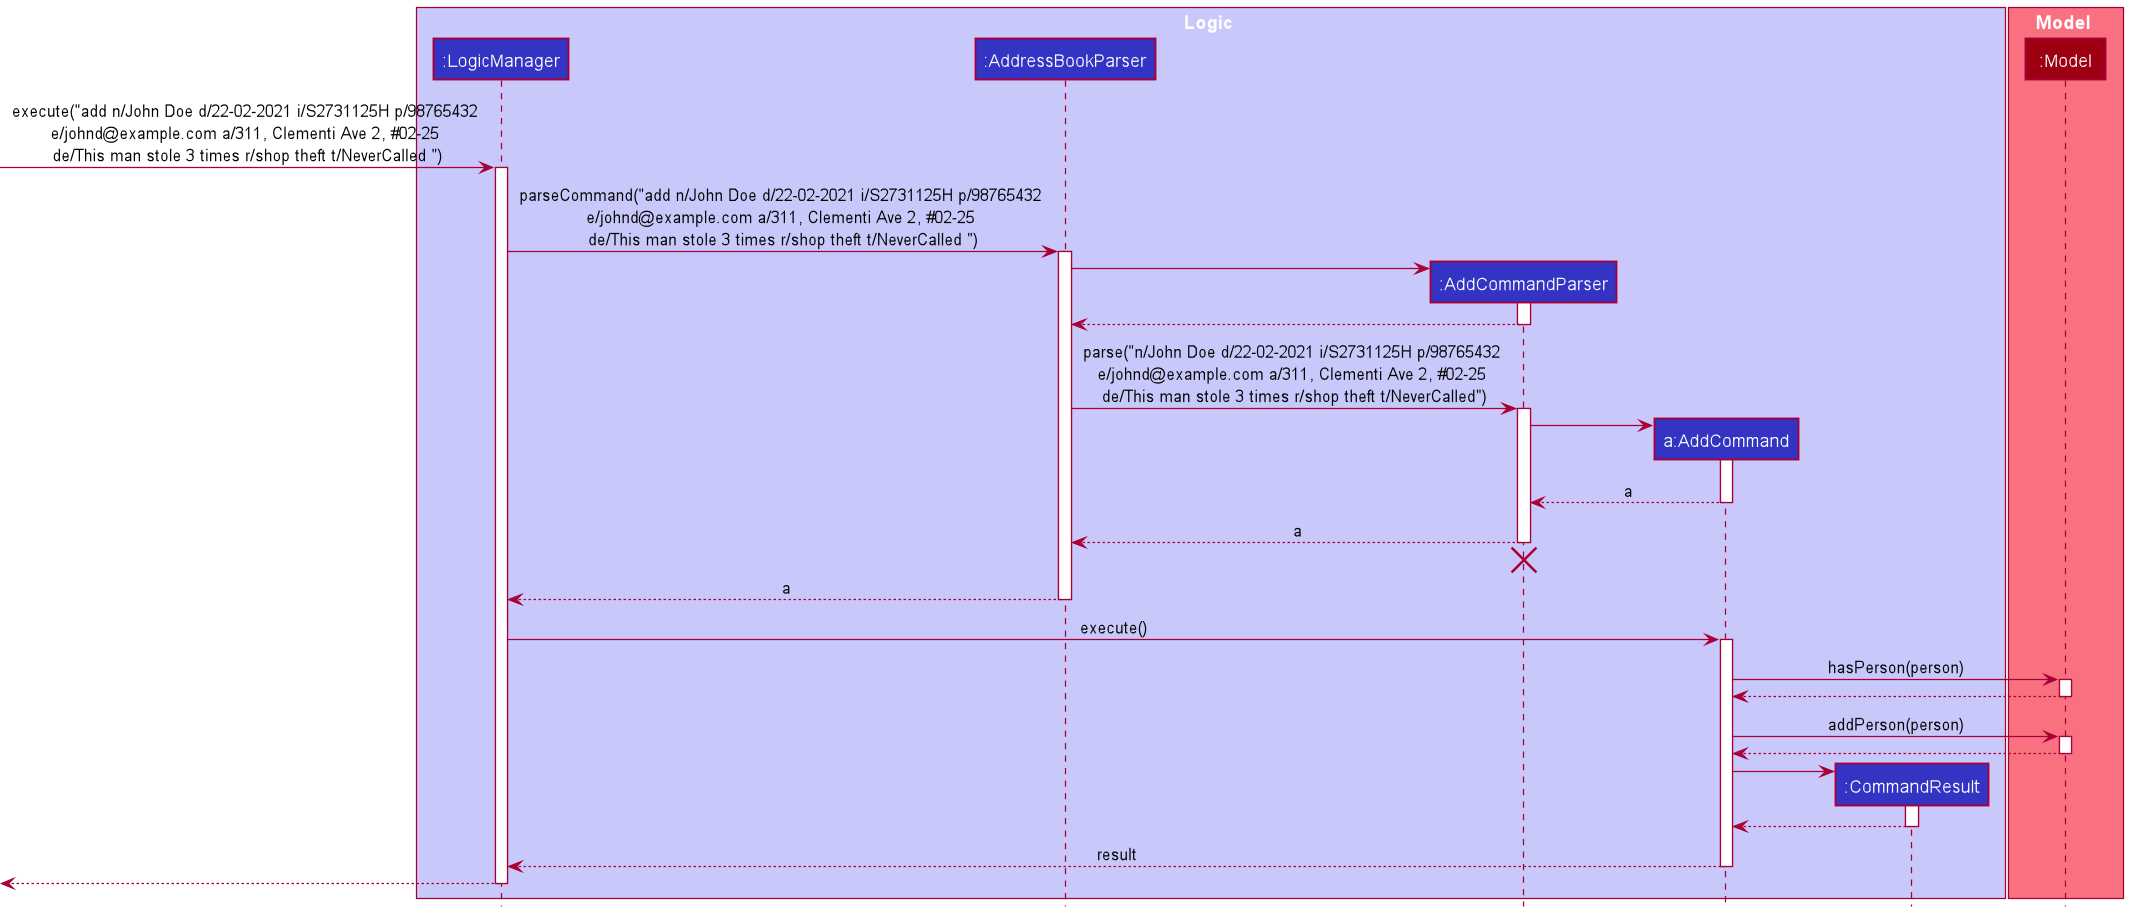 Logic
Model
:LogicManager
:AddressBookParser
:Model
execute("add n/John Doe d/22-02-2021 i/S2731125H p/98765432
e/johnd@example.com a/311, Clementi Ave 2, #02-25
de/This man stole 3 times r/shop theft t/NeverCalled ")
parseCommand("add n/John Doe d/22-02-2021 i/S2731125H p/98765432
e/johnd@example.com a/311, Clementi Ave 2, #02-25
de/This man stole 3 times r/shop theft t/NeverCalled ")
:AddCommandParser
parse("n/John Doe d/22-02-2021 i/S2731125H p/98765432
e/johnd@example.com a/311, Clementi Ave 2, #02-25
de/This man stole 3 times r/shop theft t/NeverCalled")
a:AddCommand
a
a
a
execute()
hasPerson(person)
addPerson(person)
:CommandResult
result